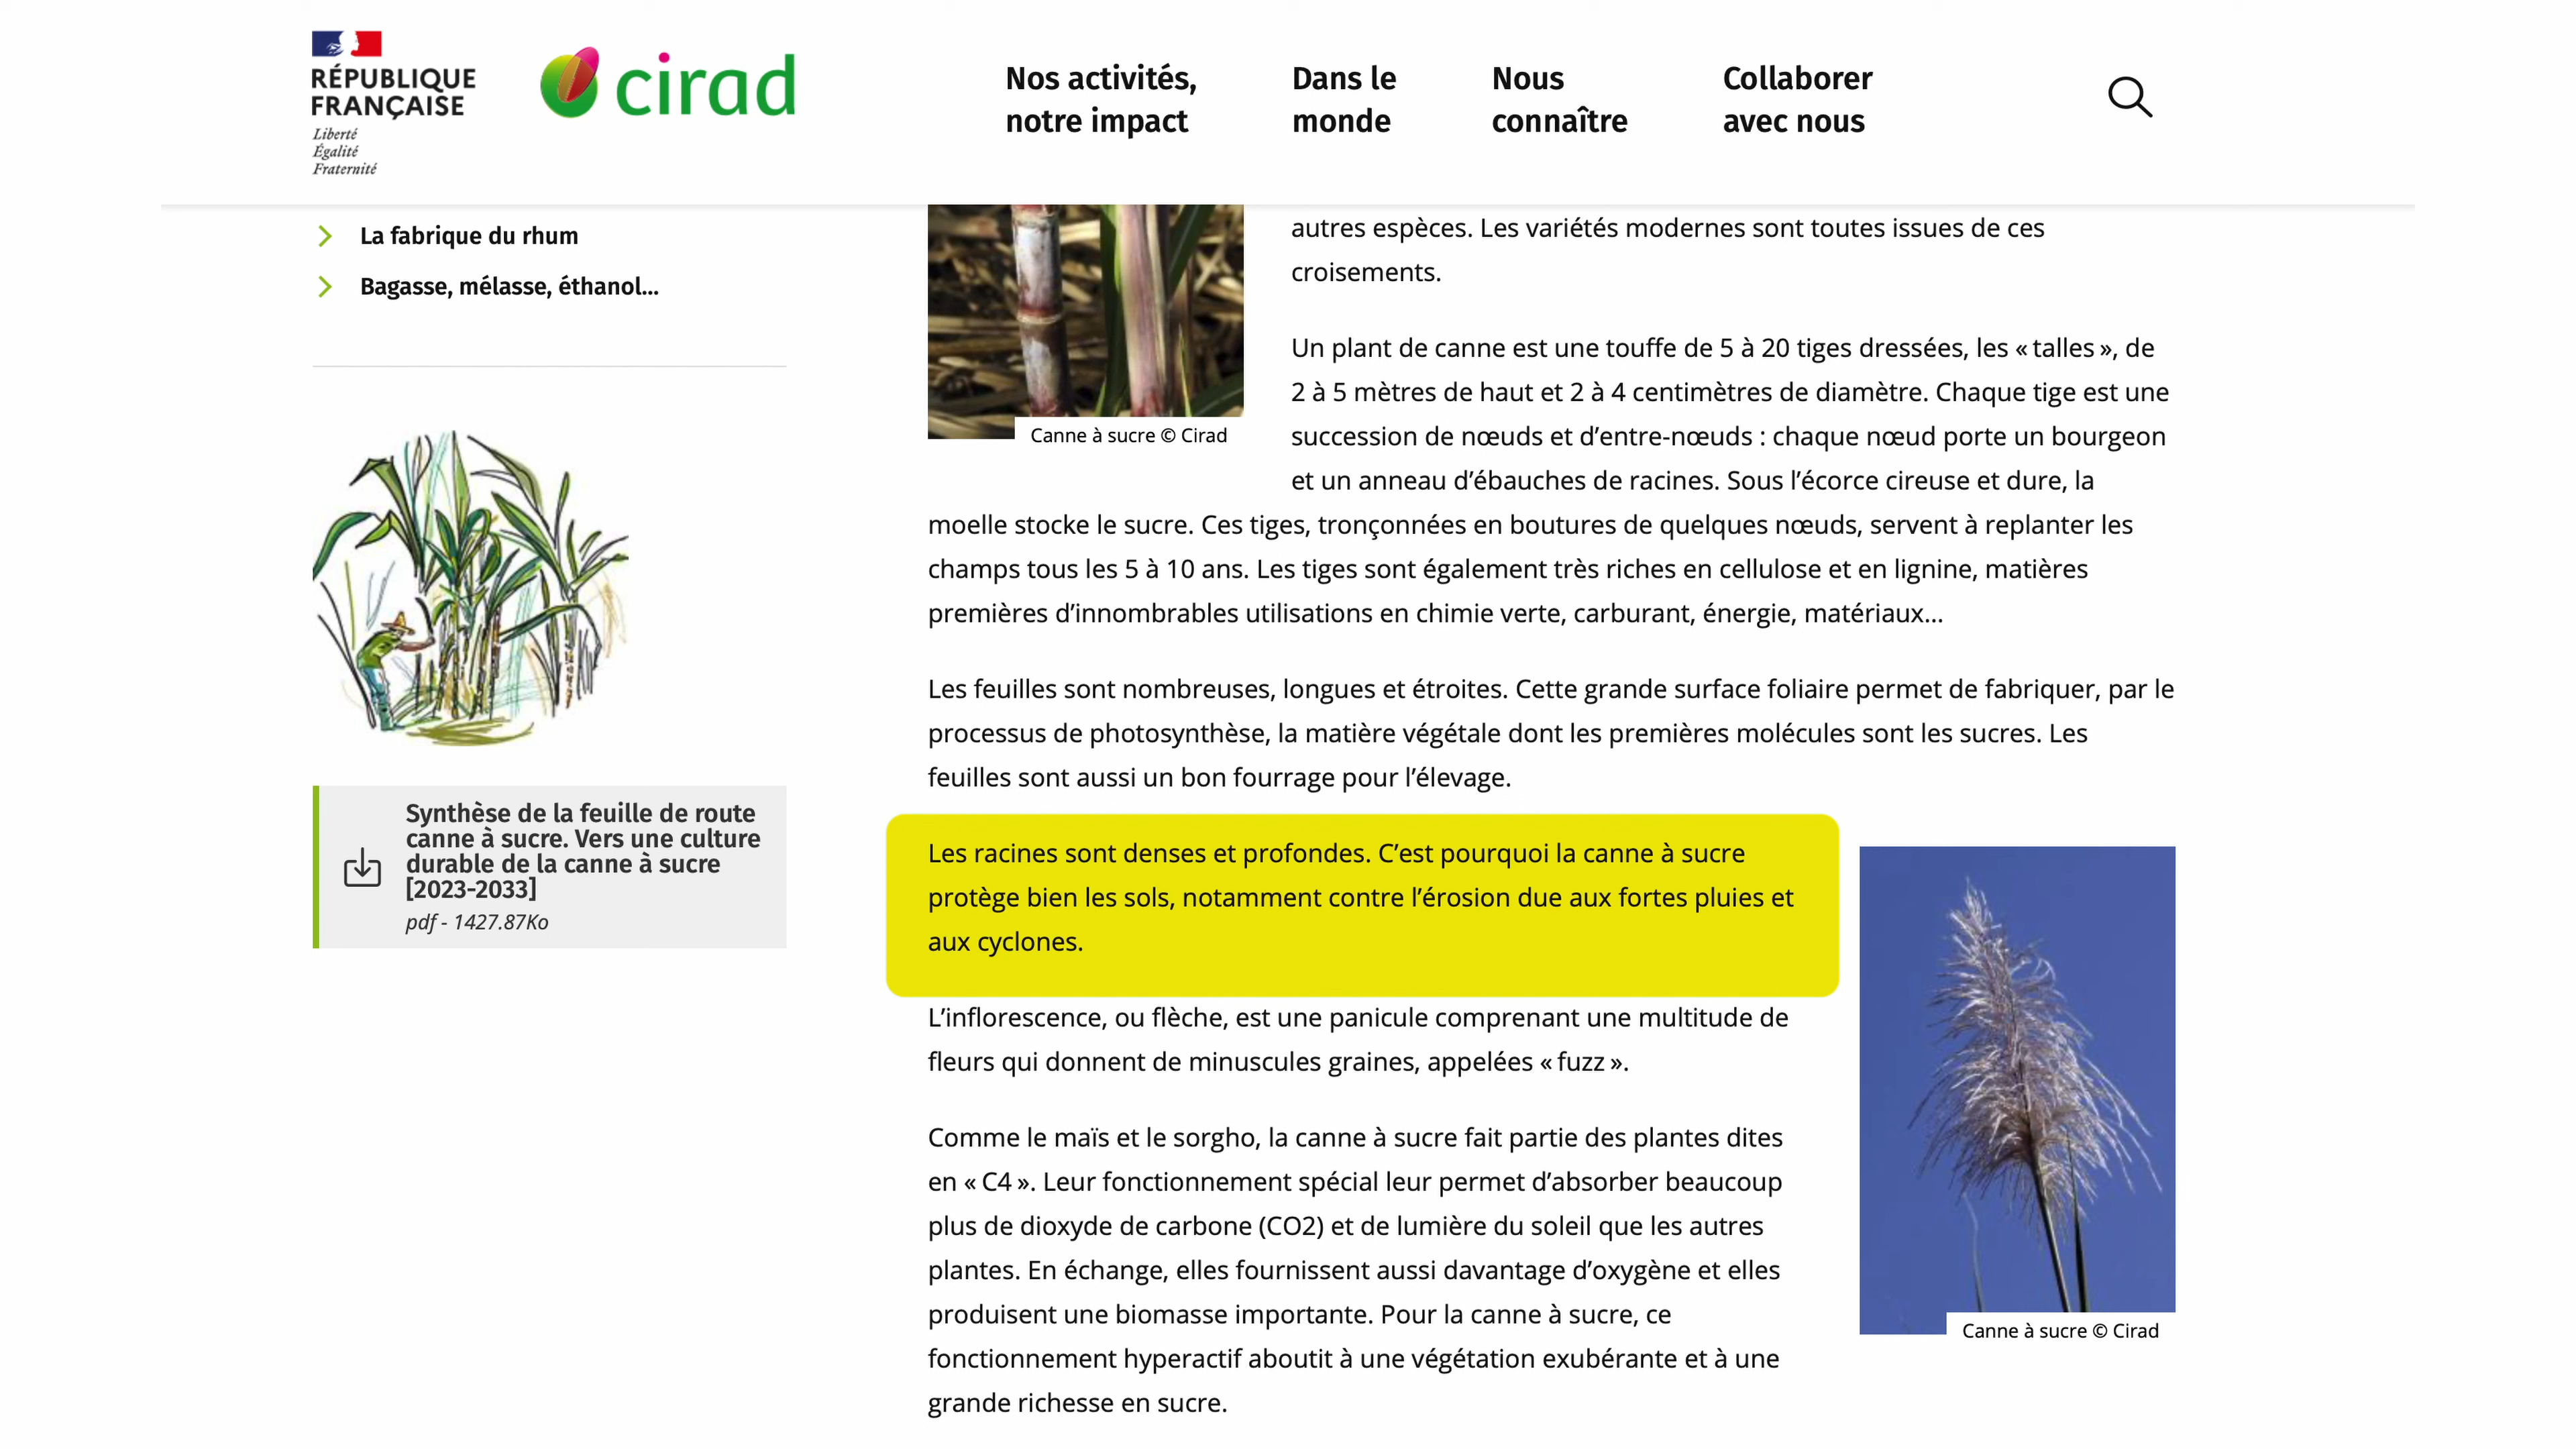 RÉPUBLIQUE
FRANÇAISE
Liberté
Égalité
Fraternité
cirad
Nos activités,
notre impact
Dans le
monde
Nous
connaître
Collaborer
avec nous
La fabrique du rhum
Bagasse, mélasse, éthanol...
Synthèse de la feuille de route
canne à sucre. Vers une culture
durable de la canne à sucre
[2023-2033]
pdf - 1427.87Ko
Canne à sucre © Cirad
autres espèces. Les variétés modernes sont toutes issues de ces
croisements.
Un plant de canne est une touffe de 5 à 20 tiges dressées, les « talles », de
2 à 5 mètres de haut et 2 à 4 centimètres de diamètre. Chaque tige est une
succession de nœuds et d’entre-nœuds : chaque nœud porte un bourgeon
et un anneau d’ébauches de racines. Sous l’écorce cireuse et dure, la
moelle stocke le sucre. Ces tiges, tronçonnées en boutures de quelques nœuds, servent à replanter les
champs tous les 5 à 10 ans. Les tiges sont également très riches en cellulose et en lignine, matières
premières d’innombrables utilisations en chimie verte, carburant, énergie, matériaux...
Les feuilles sont nombreuses, longues et étroites. Cette grande surface foliaire permet de fabriquer, par le
processus de photosynthèse, la matière végétale dont les premières molécules sont les sucres. Les
feuilles sont aussi un bon fourrage pour l’élevage.
Les racines sont denses et profondes. C’est pourquoi la canne à sucre
protège bien les sols, notamment contre l’érosion due aux fortes pluies et
aux cyclones.
L’inflorescence, ou flèche, est une panicule comprenant une multitude de
fleurs qui donnent de minuscules graines, appelées « fuzz ».
Comme le maïs et le sorgho, la canne à sucre fait partie des plantes dites
en « C4 ». Leur fonctionnement spécial leur permet d’absorber beaucoup
plus de dioxyde de carbone (CO2) et de lumière du soleil que les autres
plantes. En échange, elles fournissent aussi davantage d’oxygène et elles
produisent une biomasse importante. Pour la canne à sucre, ce
fonctionnement hyperactif aboutit à une végétation exubérante et à une
grande richesse en sucre.
Canne à sucre © Cirad